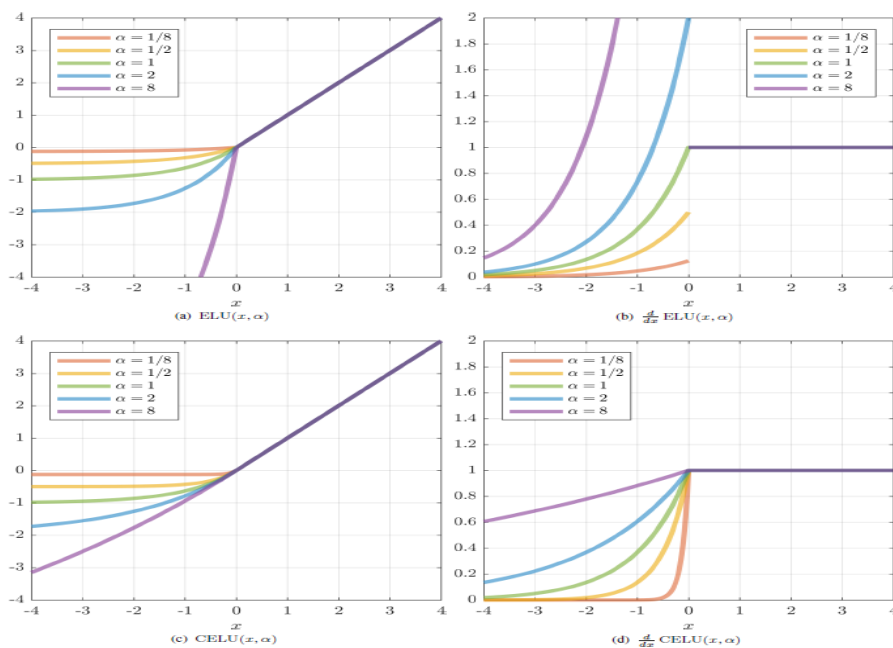 4
3
2
1
0
-1
-2
-3
4
α = 1/8
α = 1/2
α = 1
α = 2
α = 8
-4 -3 -2 -1 0 1 2 3 4
x
(a) ELU(x, α)
2
1.8
1.6
1.4
1.2
1
0.8
0.6
0.4
0.2
0
α = 1/8
α = 1/2
α = 1
α = 2
α = 8
-4 -3 -2 -1 0 1 2 3 4
x
(b) d/dx ELU(x, α)
4
3
2
1
0
-1
-2
-3
4
α = 1/8
α = 1/2
α = 1
α = 2
α = 8
-4 -3 -2 -1 0 1 2 3 4
x
(c) CELU(x, α)
2
1.8
1.6
1.4
1.2
1
0.8
0.6
0.4
0.2
0
α = 1/8
α = 1/2
α = 1
α = 2
α = 8
-4 -3 -2 -1 0 1 2 3 4
x
(d) d/dx CELU(x, α)